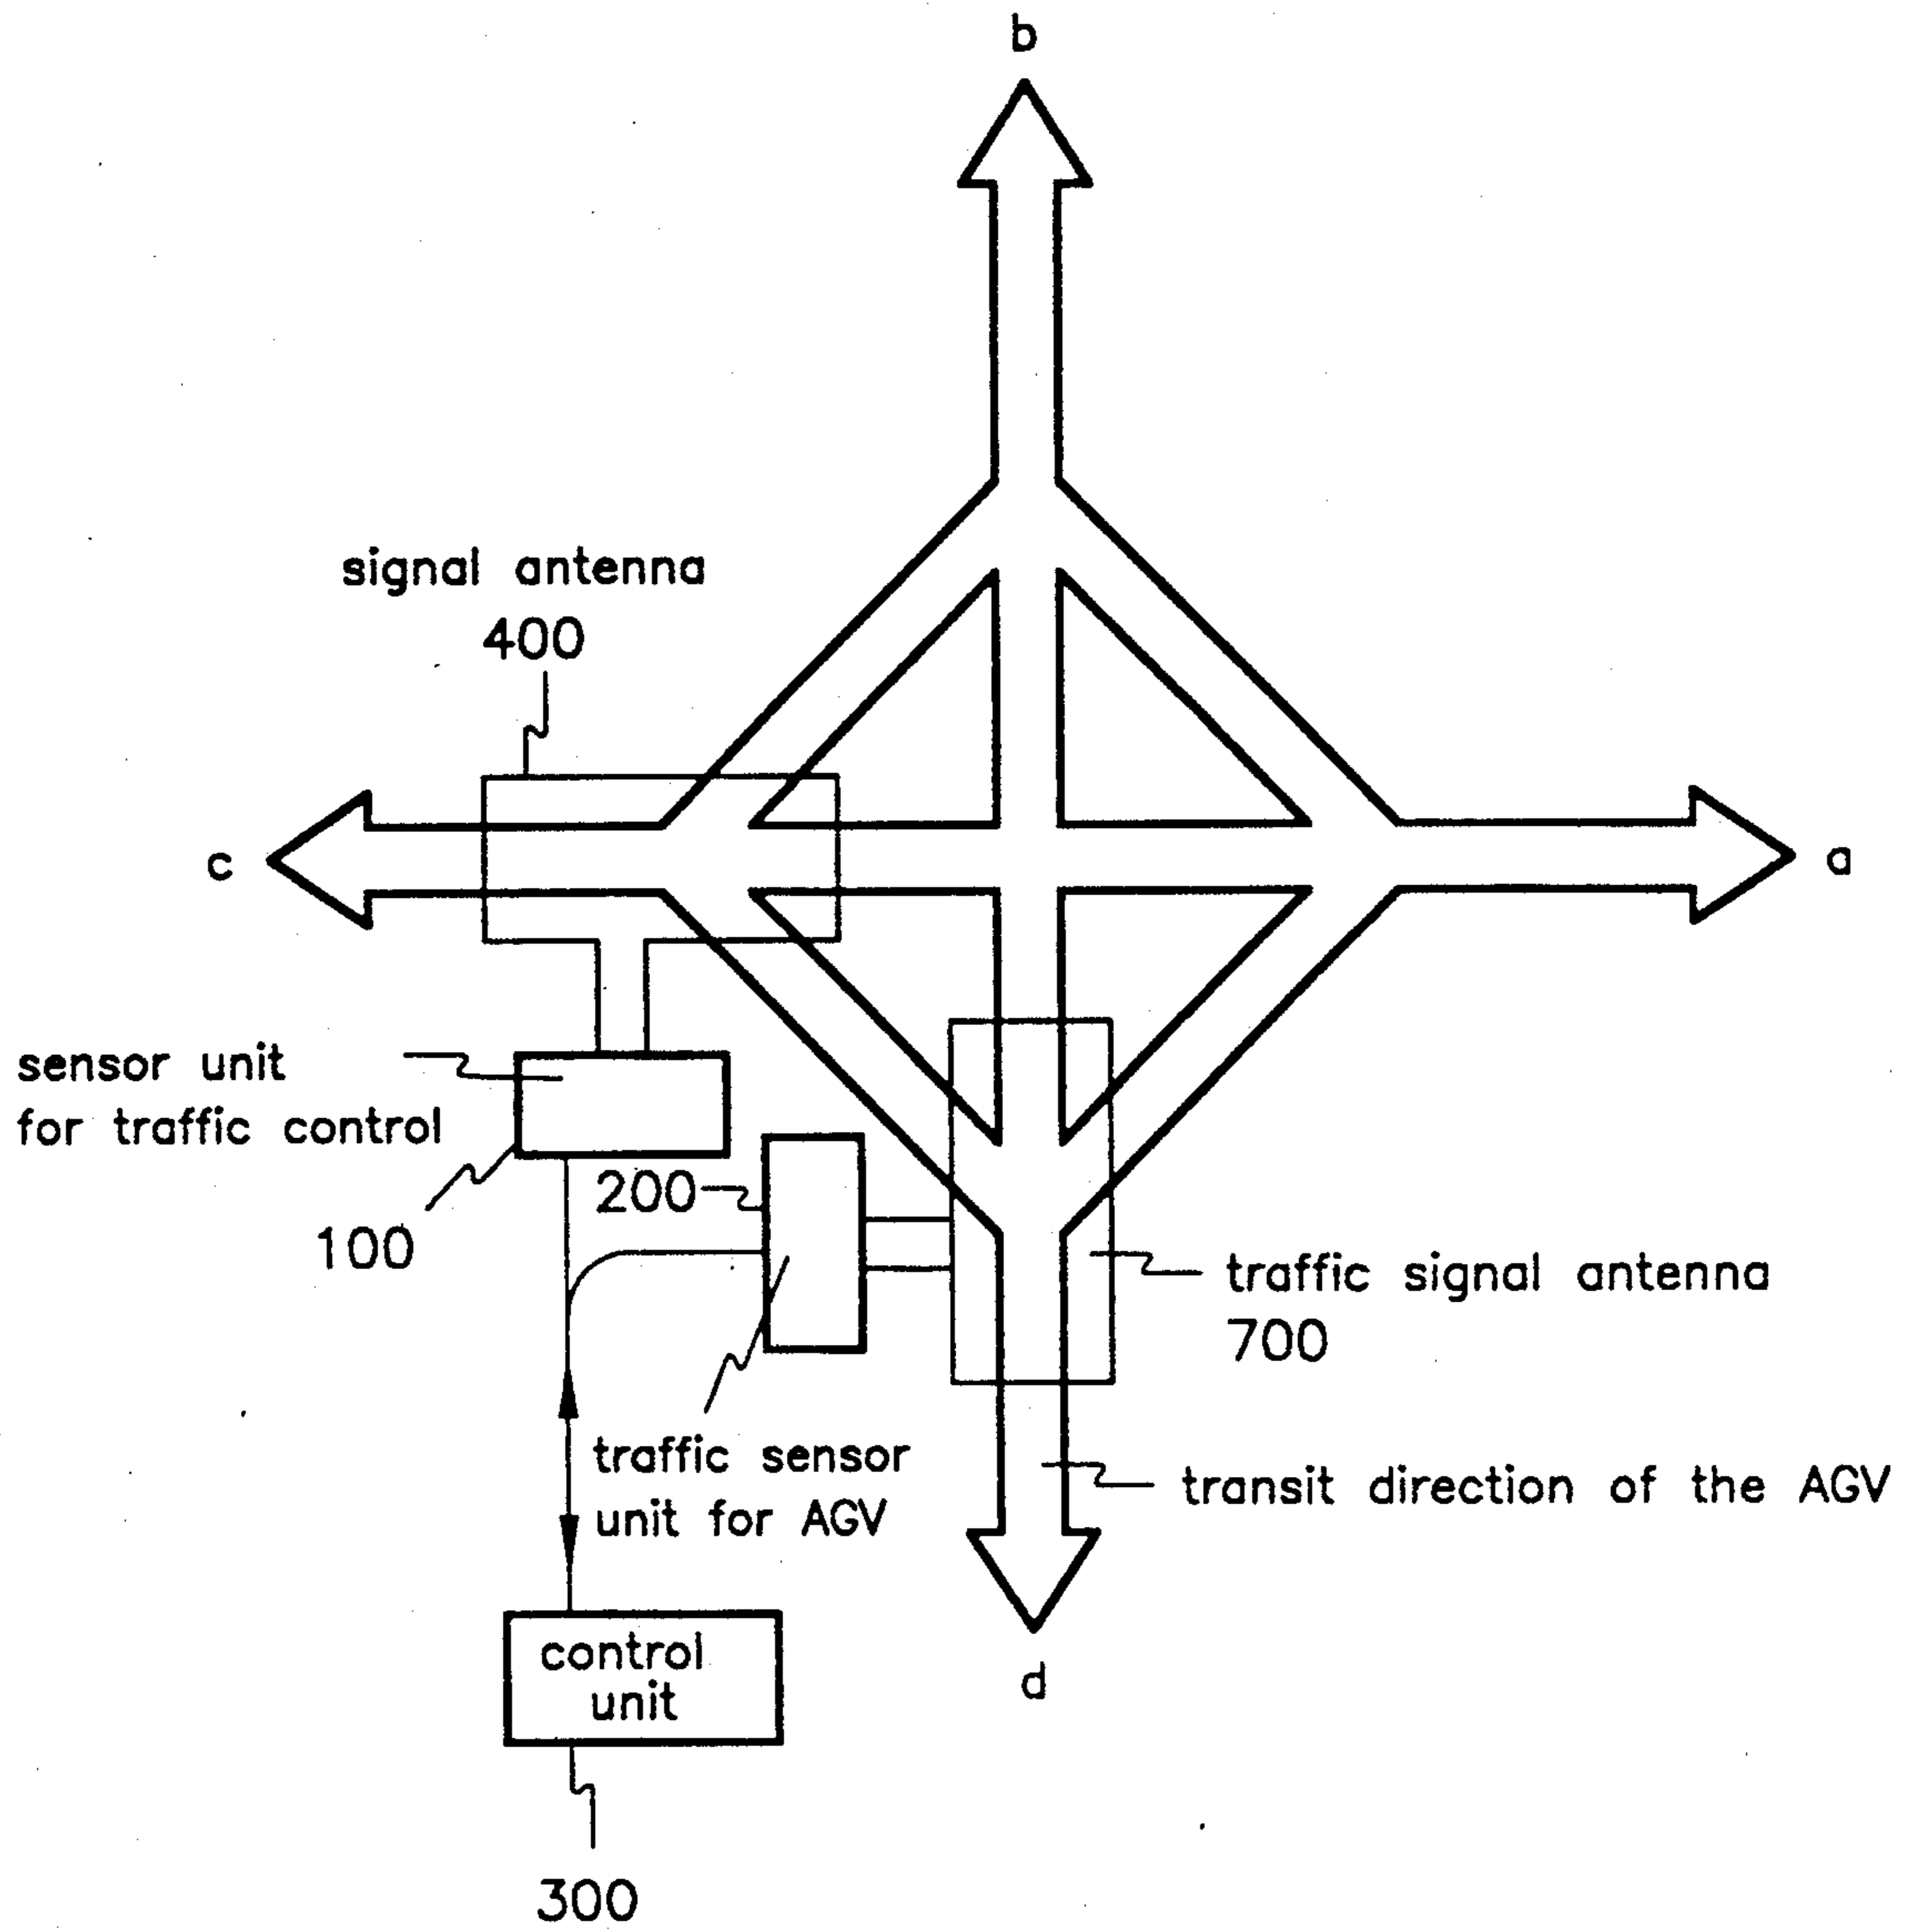 b
signal antenna
400
c
a
sensor unit
for traffic control
100
200
traffic signal antenna
700
traffic sensor
unit for AGV
transit direction of the AGV
control
unit
d
300